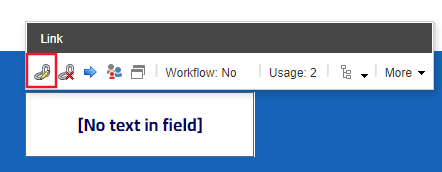 Link
Workflow: No Usage: 2 More
[No text in field]